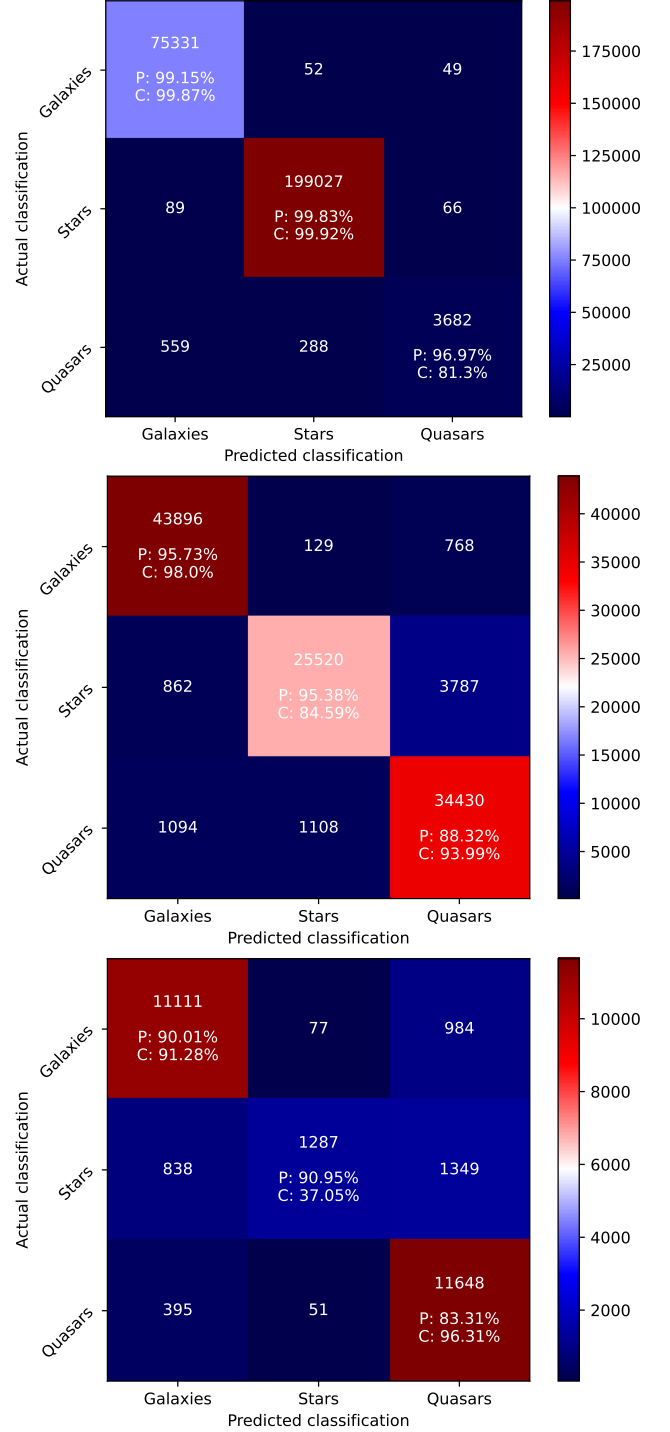 75331
P: 99.15%
C: 99.87%
52
49
Galaxies
89
199027
P: 99.83%
C: 99.92%
66
Stars
559
288
3682
P: 96.97%
C: 81.3%
Quasars
Actual classification
Galaxies
Stars
Quasars
Predicted classification
175000
150000
125000
100000
75000
50000
25000
43896
P: 95.73%
C: 98.0%
129
768
Galaxies
862
25520
P: 95.38%
C: 84.59%
3787
Stars
1094
1108
34430
P: 88.32%
C: 93.99%
Quasars
Actual classification
Galaxies
Stars
Quasars
Predicted classification
40000
35000
30000
25000
20000
15000
10000
5000
11111
P: 90.01%
C: 91.28%
77
984
Galaxies
838
1287
P: 90.95%
C: 37.05%
1349
Stars
395
51
11648
P: 83.31%
C: 96.31%
Quasars
Actual classification
Galaxies
Stars
Quasars
Predicted classification
10000
8000
6000
4000
2000